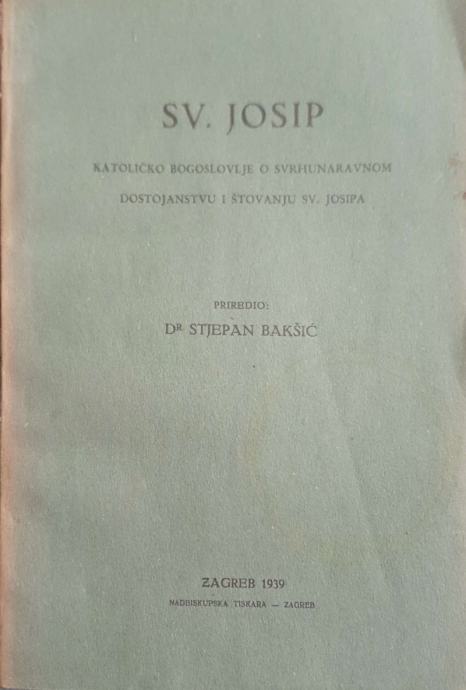 SV. JOSIP
KATOLIČKO BOGOSLOVLJE O SVRHUNARAVNOM
DOSTOJANSTVU I ŠTOVANJU SV. JOSIPA
PRIREDIO:
DR STJEPAN BAKŠIĆ
ZAGREB 1939
NADBISKUPSKA TISKARA — ZAGREB